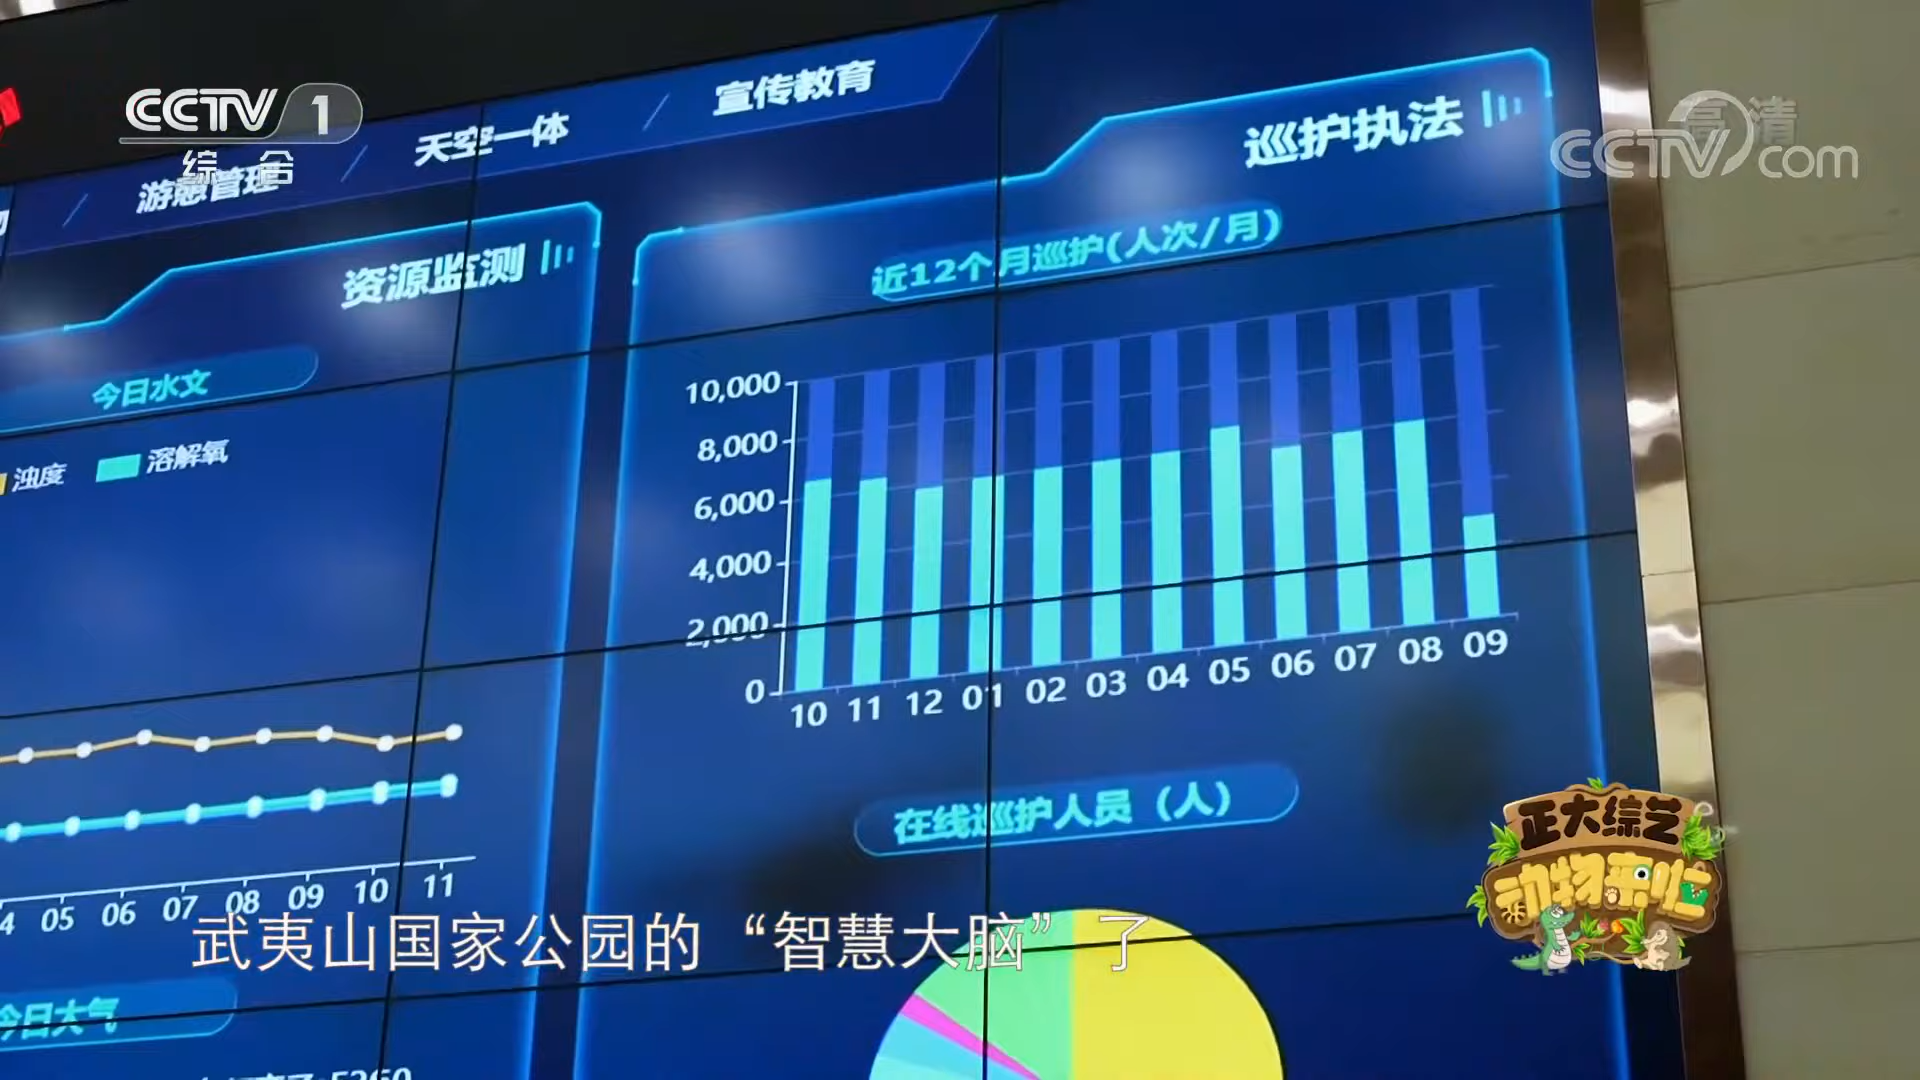 CCTV 1
综合
高清
CCTV com
游憩管理
天空一体
宣传教育
巡护执法
资源监测
近12个月巡护(人次/月)
今日水文
浊度
溶解氧
10,000
8,000
6,000
4,000
2,000
0
10 11 12 01 02 03 04 05 06 07 08 09
在线巡护人员（人）
4 05 06 07 08 09 10 11
正大综艺
动物来啦
武夷山国家公园的“智慧大脑”了
今日大气